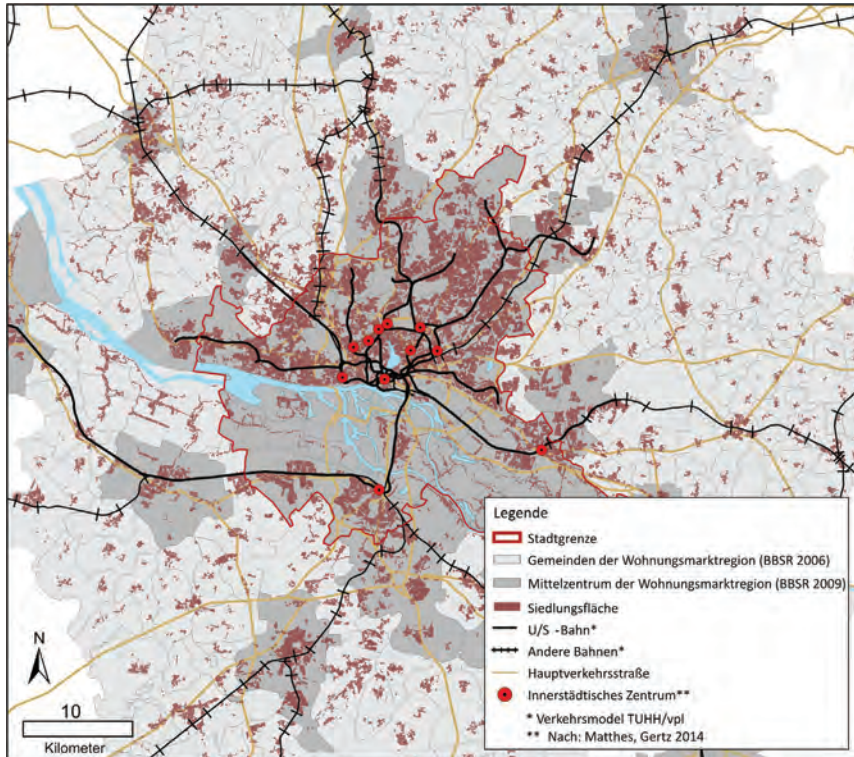 Legende
Stadtgrenze
Gemeinden der Wohnungsmarktregion (BBSR 2006)
Mittelzentrum der Wohnungsmarktregion (BBSR 2009)
Siedlungsfläche
U/S -Bahn*
Andere Bahnen*
Hauptverkehrsstraße
Innerstädtisches Zentrum**
* Verkehrsmodel TUHH/vpl
** Nach: Matthes, Gertz 2014
N
10
Kilometer